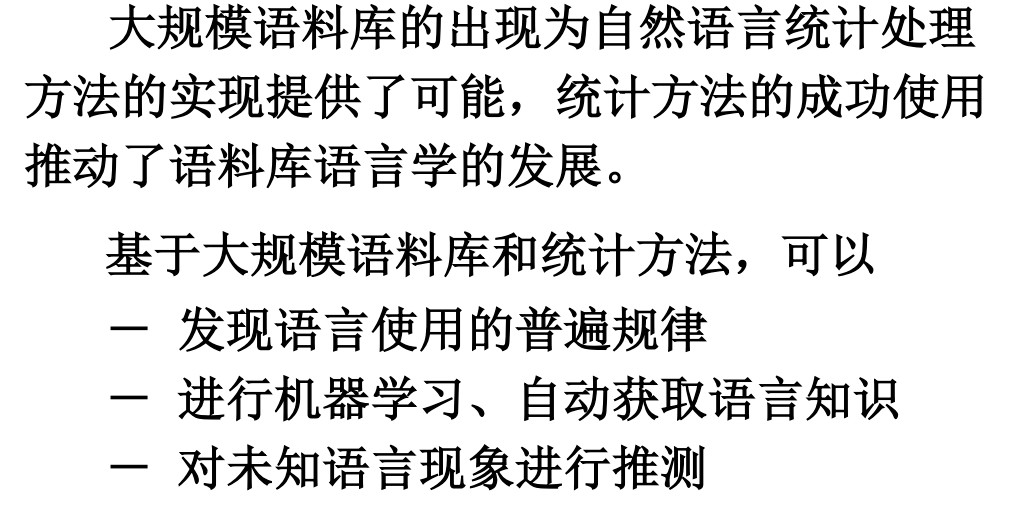 大规模语料库的出现为自然语言统计处理
方法的实现提供了可能，统计方法的成功使用
推动了语料库语言学的发展。
基于大规模语料库和统计方法，可以
－ 发现语言使用的普遍规律
－ 进行机器学习、自动获取语言知识
－ 对未知语言现象进行推测